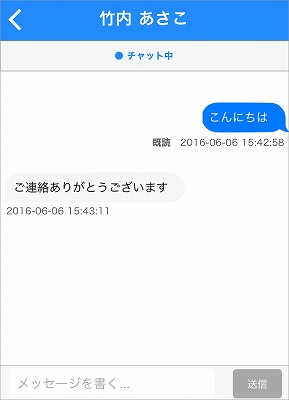 竹内 あさこ
チャット中
こんにちは
既読 2016-06-06 15:42:58
ご連絡ありがとうございます
2016-06-06 15:43:11
メッセージを書く...
送信